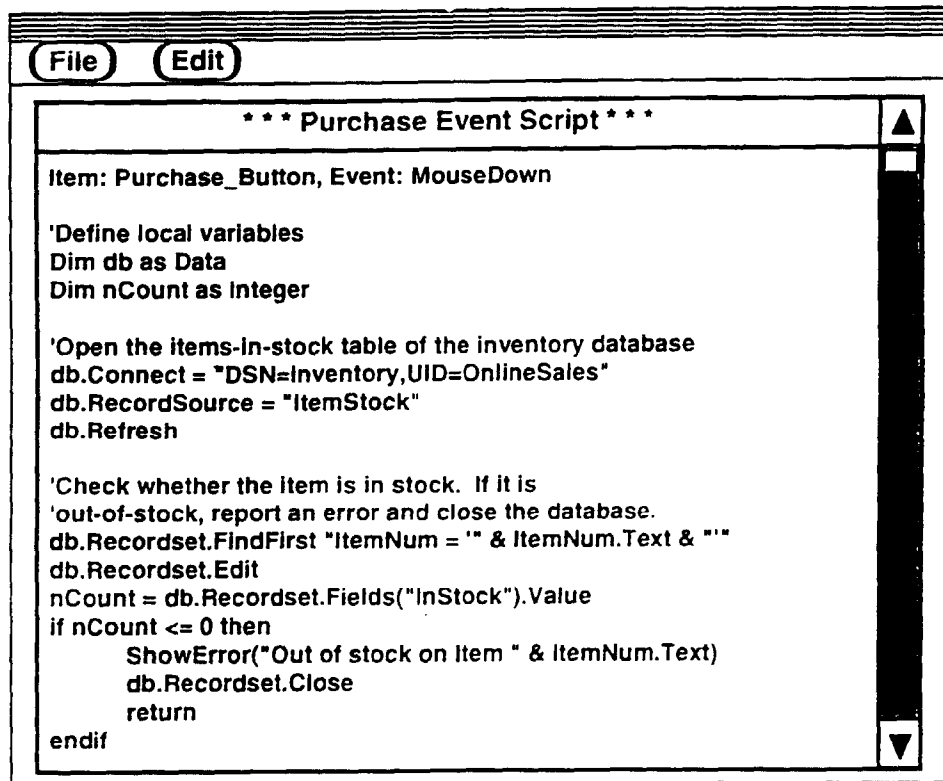 File Edit
* * * Purchase Event Script * * *
Item: Purchase_Button, Event: MouseDown
'Define local variables
Dim db as Data
Dim nCount as Integer
'Open the items-in-stock table of the inventory database
db.Connect = "DSN=Inventory,UID=OnlineSales"
db.RecordSource = "ItemStock"
db.Refresh
'Check whether the item is in stock. If it is
'out-of-stock, report an error and close the database.
db.Recordset.FindFirst "ItemNum = '" & ItemNum.Text & "'"
db.Recordset.Edit
nCount = db.Recordset.Fields("InStock").Value
if nCount <= 0 then
ShowError("Out of stock on item " & ItemNum.Text)
db.Recordset.Close
return
endif